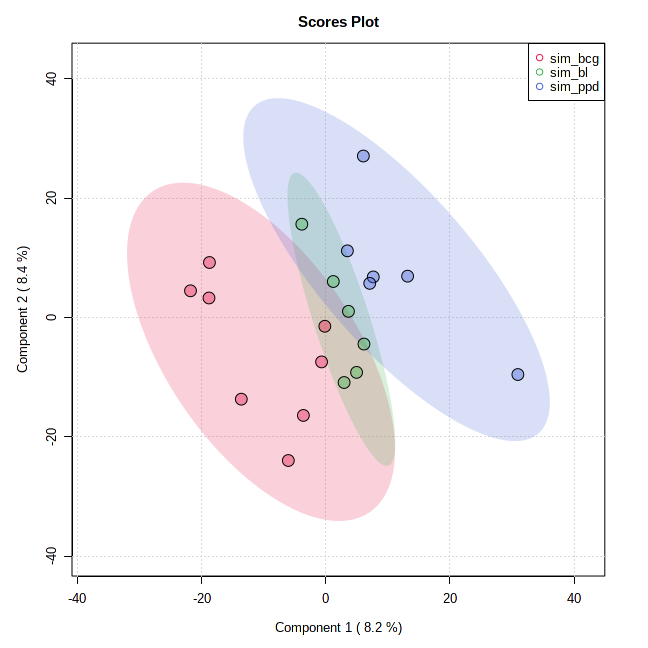 Scores Plot
sim_bcg
sim_bl
sim_ppd
40
20
0
-20
-40
Component 2 ( 8.4 %)
-40
-20
0
20
40
Component 1 ( 8.2 %)